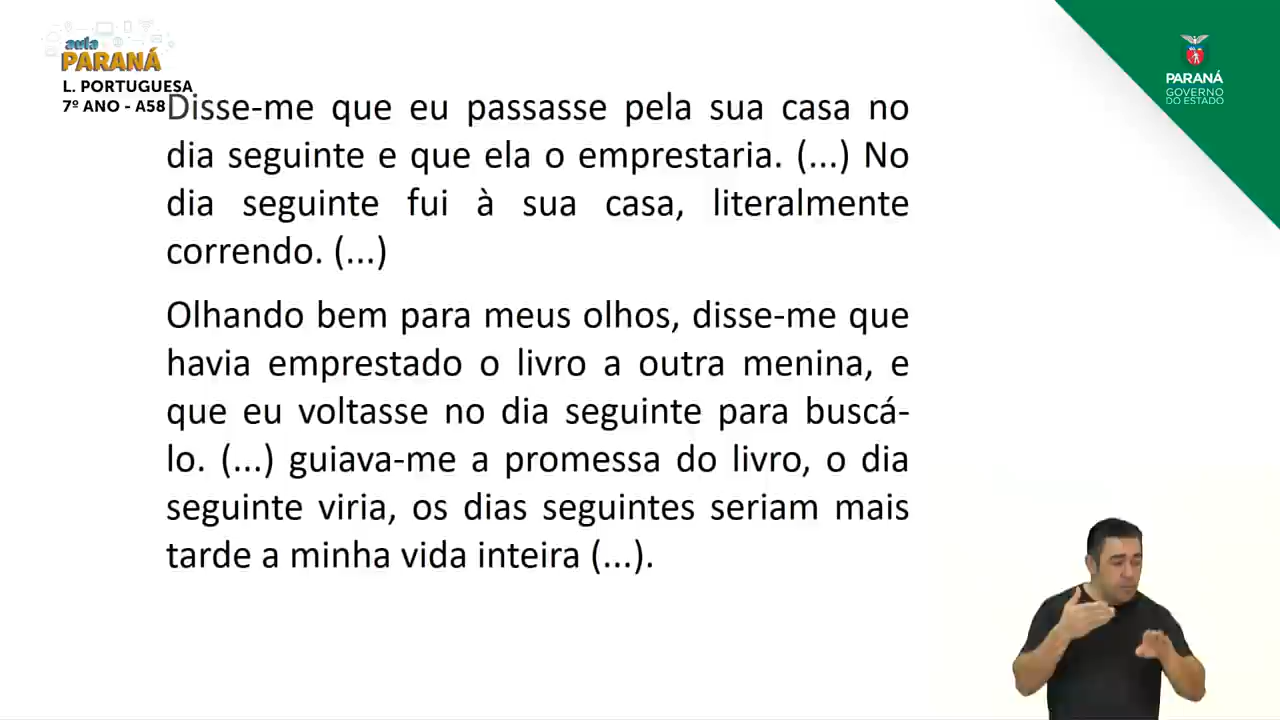 aula
PARANÁ
L. PORTUGUESA
7º ANO - A58
PARANÁ
GOVERNO
DO ESTADO
Disse-me que eu passasse pela sua casa no
dia seguinte e que ela o emprestaria. (...) No
dia seguinte fui à sua casa, literalmente
correndo. (...)
Olhando bem para meus olhos, disse-me que
havia emprestado o livro a outra menina, e
que eu voltasse no dia seguinte para buscá-
lo. (...) guiava-me a promessa do livro, o dia
seguinte viria, os dias seguintes seriam mais
tarde a minha vida inteira (...).